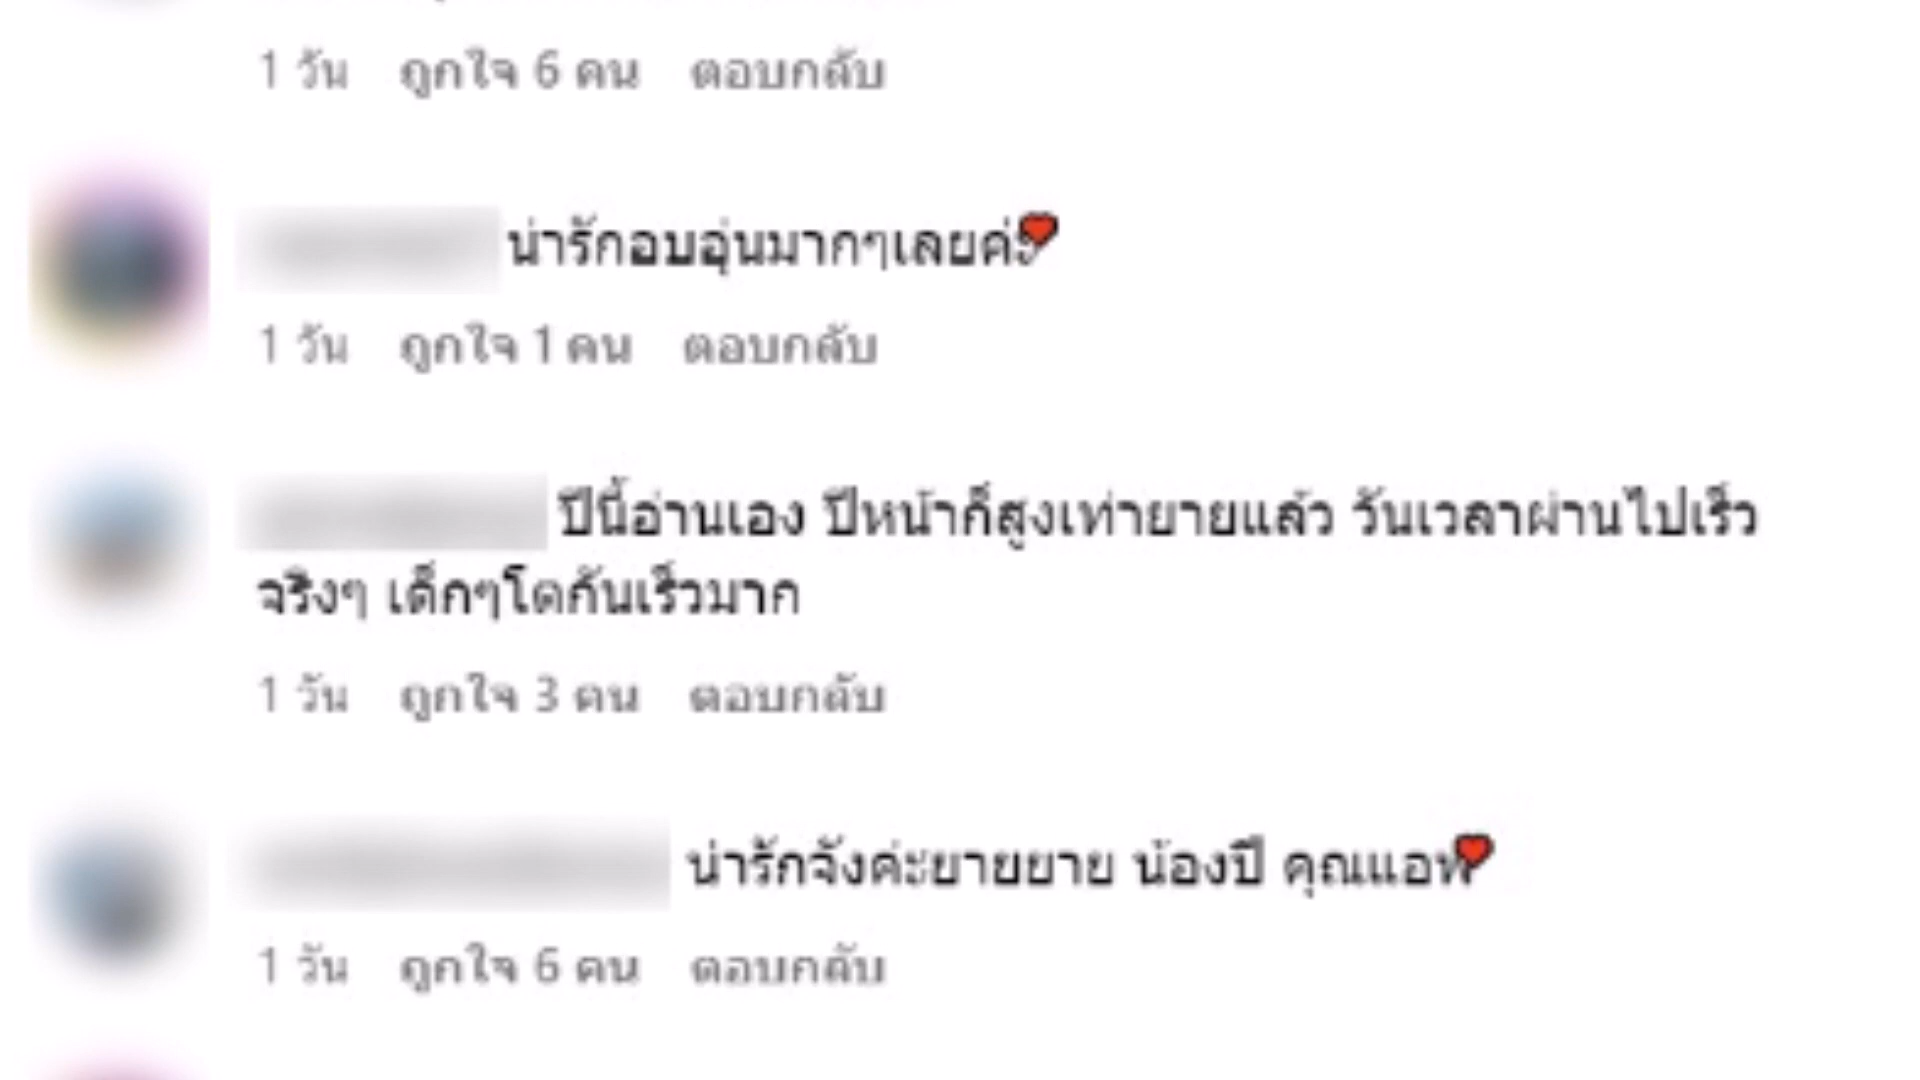 1 วัน ถูกใจ 6 คน ตอบกลับ
น่ารักอบอุ่นมากๆเลยค่ะ❤
1 วัน ถูกใจ 1 คน ตอบกลับ
ปีนี้อ่านเอง ปีหน้าก็สูงเท่ายายแล้ว วันเวลาผ่านไปเร็ว
จริงๆ เด็กๆโตกันเร็วมาก
1 วัน ถูกใจ 3 คน ตอบกลับ
น่ารักจังค่ะยายยาย น้องปี คุณแอฟ❤
1 วัน ถูกใจ 6 คน ตอบกลับ